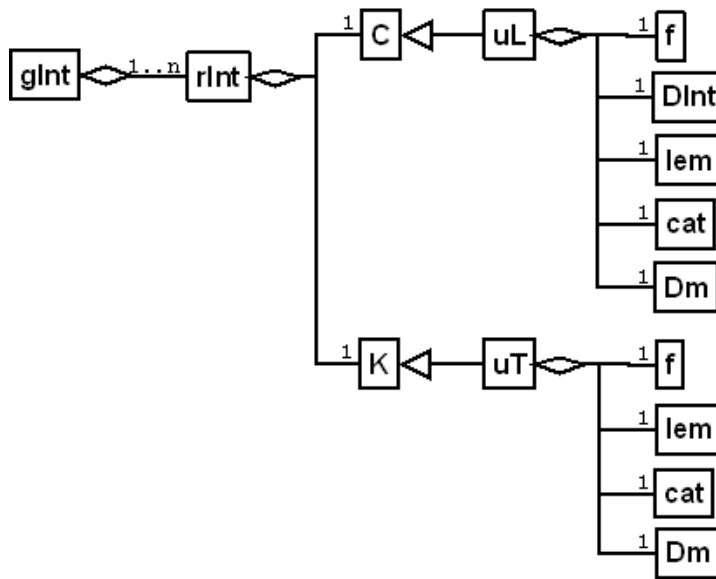 1 C uL 1 f
gInt 1..n rInt
1 DInt
1 lem
1 cat
1 Dm
1 K uT 1 f
1 lem
1 cat
1 Dm